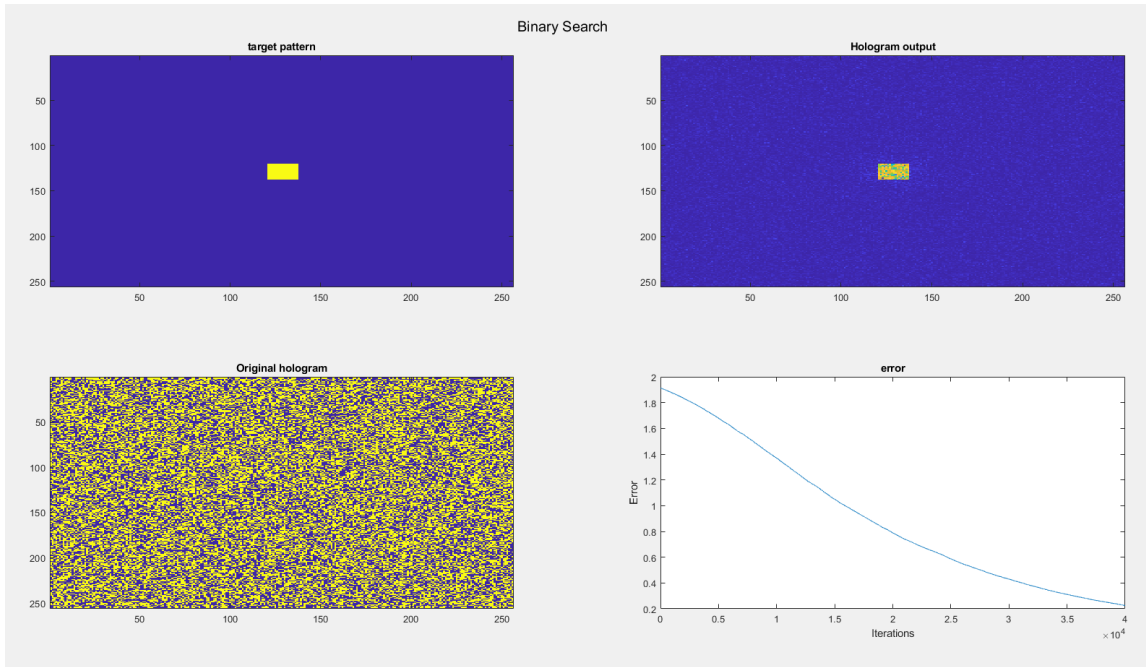 Binary Search
target pattern
50
100
150
200
250
50 100 150 200 250
Hologram output
50
100
150
200
250
50 100 150 200 250
Original hologram
50
100
150
200
250
50 100 150 200 250
error
2
1.8
1.6
1.4
1.2
1
0.8
0.6
0.4
0.2
Error
0 0.5 1 1.5 2 2.5 3 3.5 4
Iterations
×10⁴